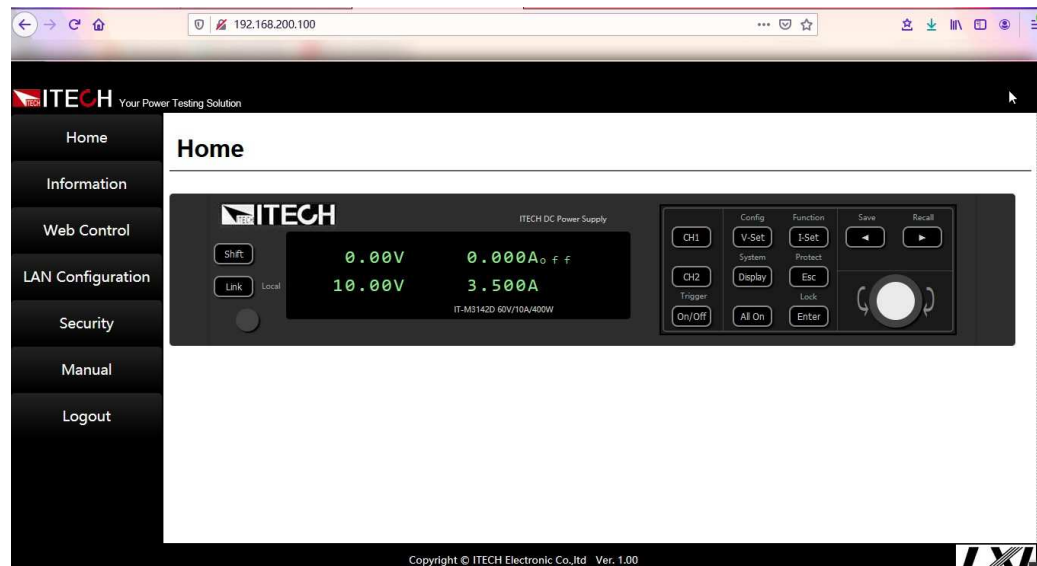 192.168.200.100
ITECH ITECH Your Power Testing Solution
Home
Information
Web Control
LAN Configuration
Security
Manual
Logout
Home
ITECH ITECH
ITECH DC Power Supply
Shift
Link Local
0.00V 0.000A off
10.00V 3.500A
IT-M3142D 60V/10A/400W
Config Function Save Recall
CH1 V-Set I-Set
System Protect
CH2 Display Esc
Trigger Lock
On/Off All On Enter
Copyright © ITECH Electronic Co.,ltd Ver. 1.00
LXI